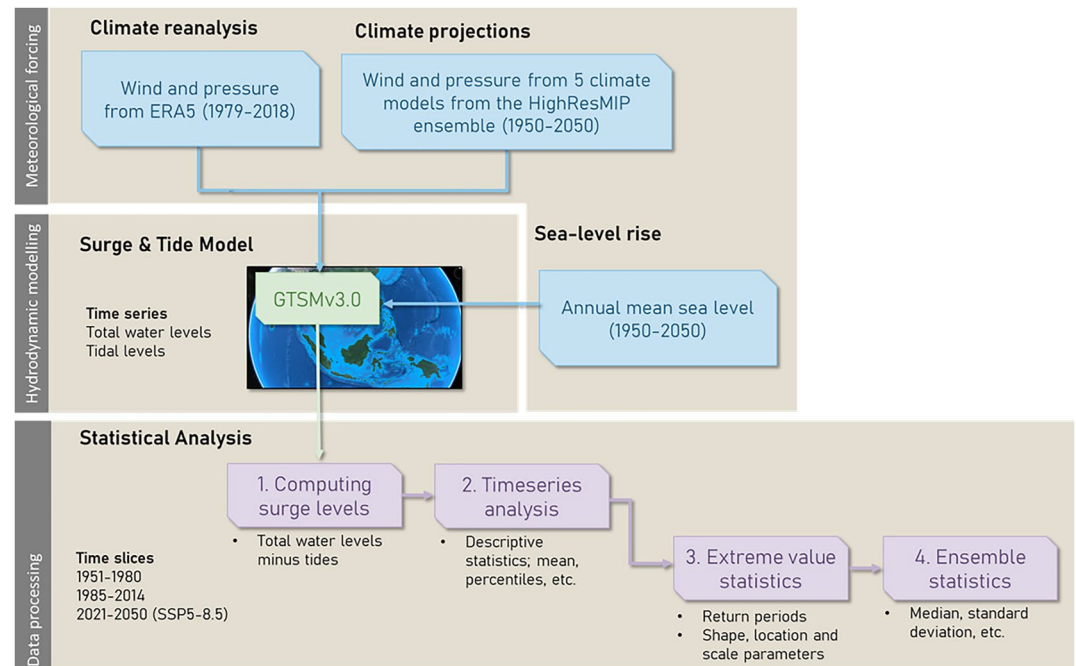 Meteorological forcing
Climate reanalysis
Wind and pressure
from ERA5 (1979-2018)
Climate projections
Wind and pressure from 5 climate
models from the HighResMIP
ensemble (1950-2050)
Hydrodynamic modelling
Surge & Tide Model
Time series
Total water levels
Tidal levels
GTSMv3.0
Sea-level rise
Annual mean sea level
(1950-2050)
Data processing
Statistical Analysis
Time slices
1951-1980
1985-2014
2021-2050 (SSP5-8.5)
1. Computing
surge levels
• Total water levels
minus tides
2. Timeseries
analysis
• Descriptive
statistics; mean,
percentiles, etc.
3. Extreme value
statistics
• Return periods
• Shape, location and
scale parameters
4. Ensemble
statistics
• Median, standard
deviation, etc.